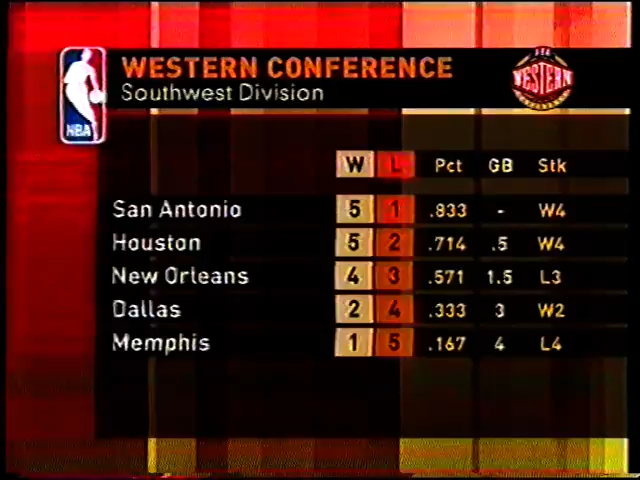 WESTERN CONFERENCE
Southwest Division
NBA
WESTERN
W L Pct GB Stk
San Antonio 5 1 .833 - W4
Houston 5 2 .714 .5 W4
New Orleans 4 3 .571 1.5 L3
Dallas 2 4 .333 3 W2
Memphis 1 5 .167 4 L4